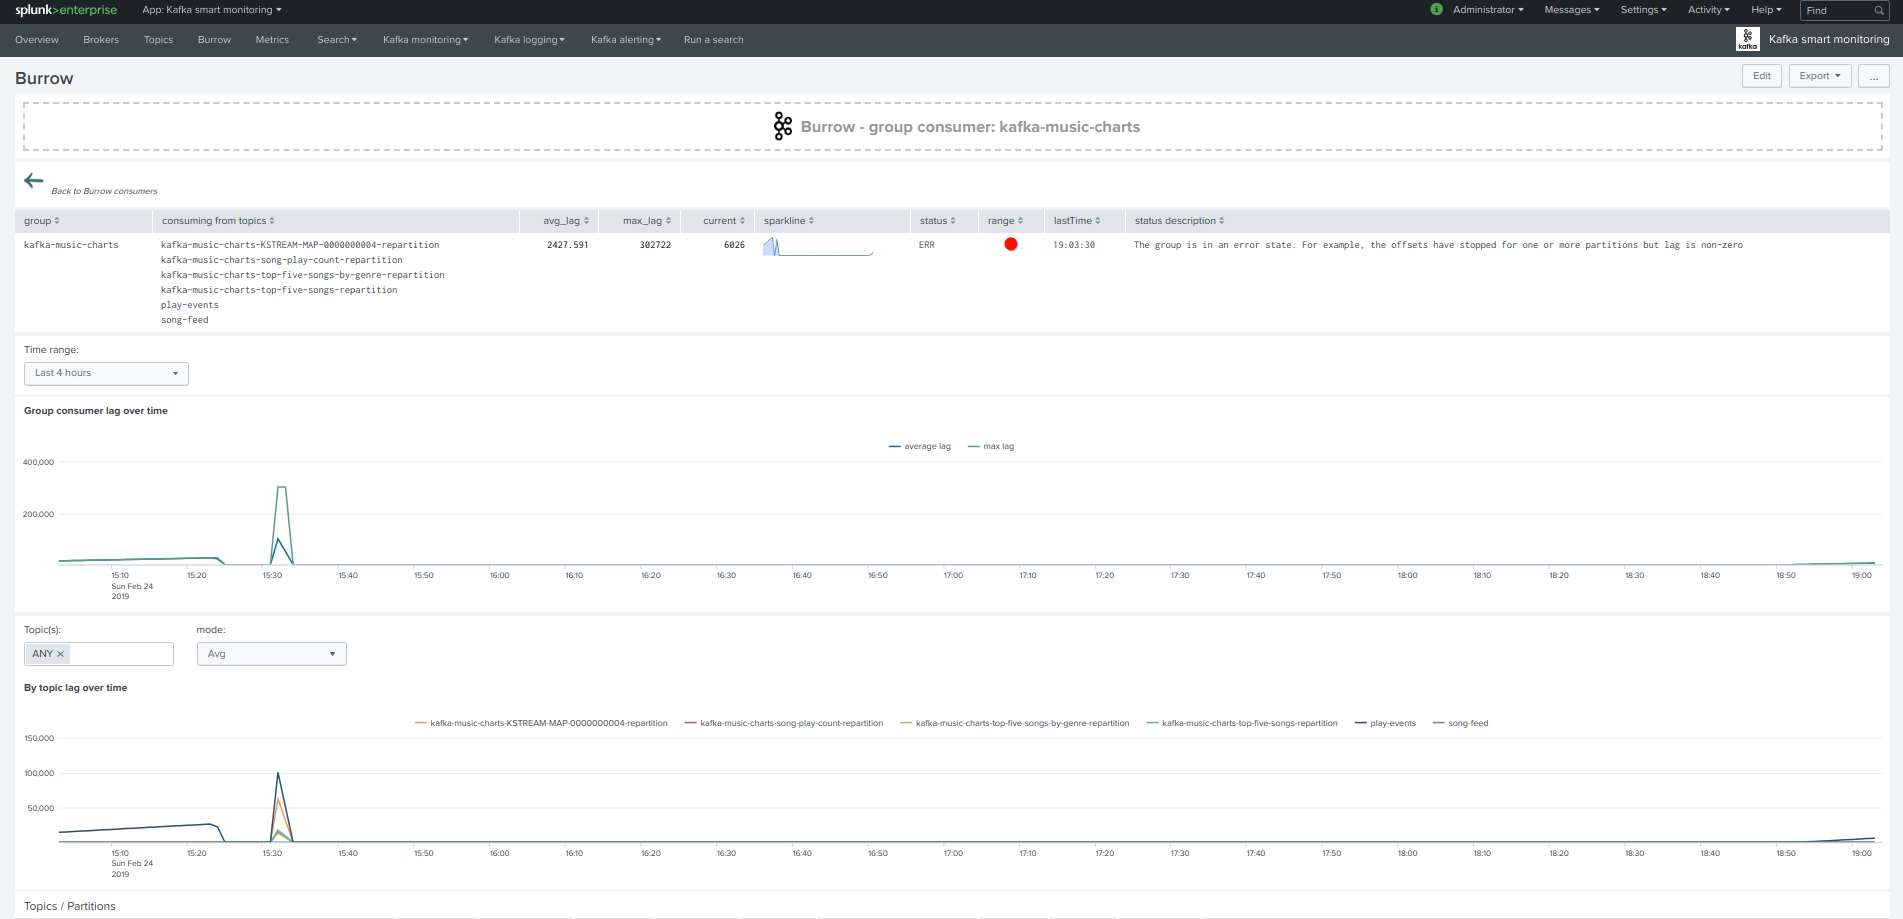 splunk>enterprise App: Kafka smart monitoring i Administrator Messages Settings Activity Help Find
Overview Brokers Topics Burrow Metrics Search Kafka monitoring Kafka logging Kafka alerting Run a search kafka Kafka smart monitoring
Burrow Edit Export ...
Burrow - group consumer: kafka-music-charts
Back to Burrow consumers
group consuming from topics avg_lag max_lag current sparkline status range lastTime status description
kafka-music-charts kafka-music-charts-KSTREAM-MAP-0000000004-repartition 2427.591 302722 6026 ERR 19:03:30 The group is in an error state. For example, the offsets have stopped for one or more partitions but lag is non-zero
kafka-music-charts-song-play-count-repartition
kafka-music-charts-top-five-songs-by-genre-repartition
kafka-music-charts-top-five-songs-repartition
play-events
song-feed
Time range:
Last 4 hours
Group consumer lag over time
average lag max lag
400,000
200,000
15:10 15:20 15:30 15:40 15:50 16:00 16:10 16:20 16:30 16:40 16:50 17:00 17:10 17:20 17:30 17:40 17:50 18:00 18:10 18:20 18:30 18:40 18:50 19:00
Sun Feb 24
2019
Topic(s): mode:
ANY Avg
By topic lag over time
kafka-music-charts-KSTREAM-MAP-0000000004-repartition kafka-music-charts-song-play-count-repartition kafka-music-charts-top-five-songs-by-genre-repartition kafka-music-charts-top-five-songs-repartition play-events song-feed
150,000
100,000
50,000
15:10 15:20 15:30 15:40 15:50 16:00 16:10 16:20 16:30 16:40 16:50 17:00 17:10 17:20 17:30 17:40 17:50 18:00 18:10 18:20 18:30 18:40 18:50 19:00
Sun Feb 24
2019
Topics / Partitions